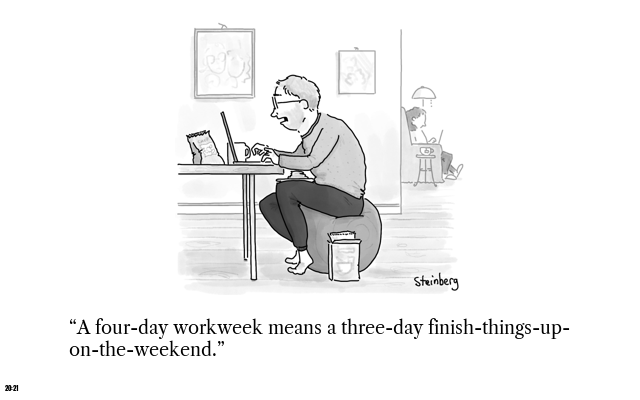 Steinberg
“A four-day workweek means a three-day finish-things-up-
on-the-weekend.”
20:21